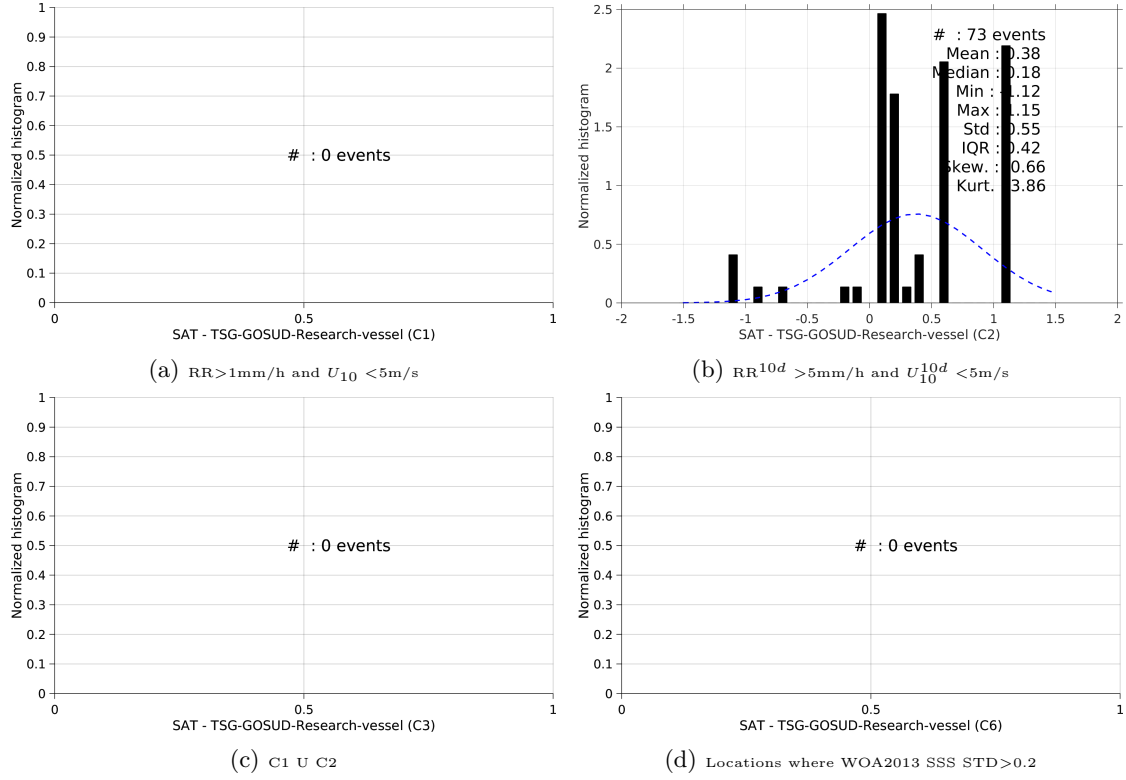 1
0.9
0.8
0.7
0.6
0.5
0.4
0.3
0.2
0.1
0
Normalized histogram
# : 0 events
0 0.5 1
SAT - TSG-GOSUD-Research-vessel (C1)
(a) RR>1mm/h and U10 <5m/s
2.5
2
1.5
1
0.5
0
Normalized histogram
# : 73 events
Mean : 0.38
Median : 0.18
Min : -1.12
Max : 1.15
Std : 0.55
IQR : 0.42
Skew. : -0.66
Kurt. : 3.86
-2 -1.5 -1 -0.5 0 0.5 1 1.5 2
SAT - TSG-GOSUD-Research-vessel (C2)
(b) RR10d >5mm/h and U10d10 <5m/s
1
0.9
0.8
0.7
0.6
0.5
0.4
0.3
0.2
0.1
0
Normalized histogram
# : 0 events
0 0.5 1
SAT - TSG-GOSUD-Research-vessel (C3)
(c) C1 U C2
1
0.9
0.8
0.7
0.6
0.5
0.4
0.3
0.2
0.1
0
Normalized histogram
# : 0 events
0 0.5 1
SAT - TSG-GOSUD-Research-vessel (C6)
(d) Locations where WOA2013 SSS STD>0.2